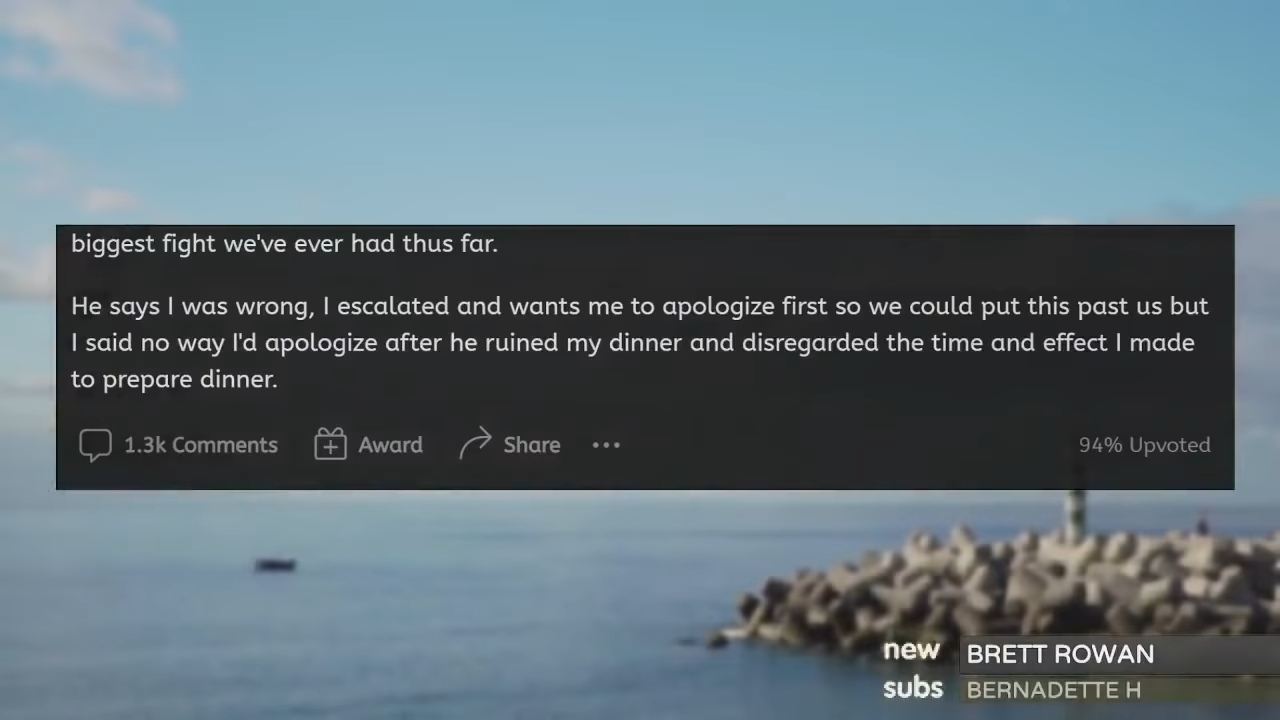 biggest fight we've ever had thus far.
He says I was wrong, I escalated and wants me to apologize first so we could put this past us but
I said no way I'd apologize after he ruined my dinner and disregarded the time and effect I made
to prepare dinner.
1.3k Comments Award Share 94% Upvoted
new BRETT ROWAN
subs BERNADETTE H